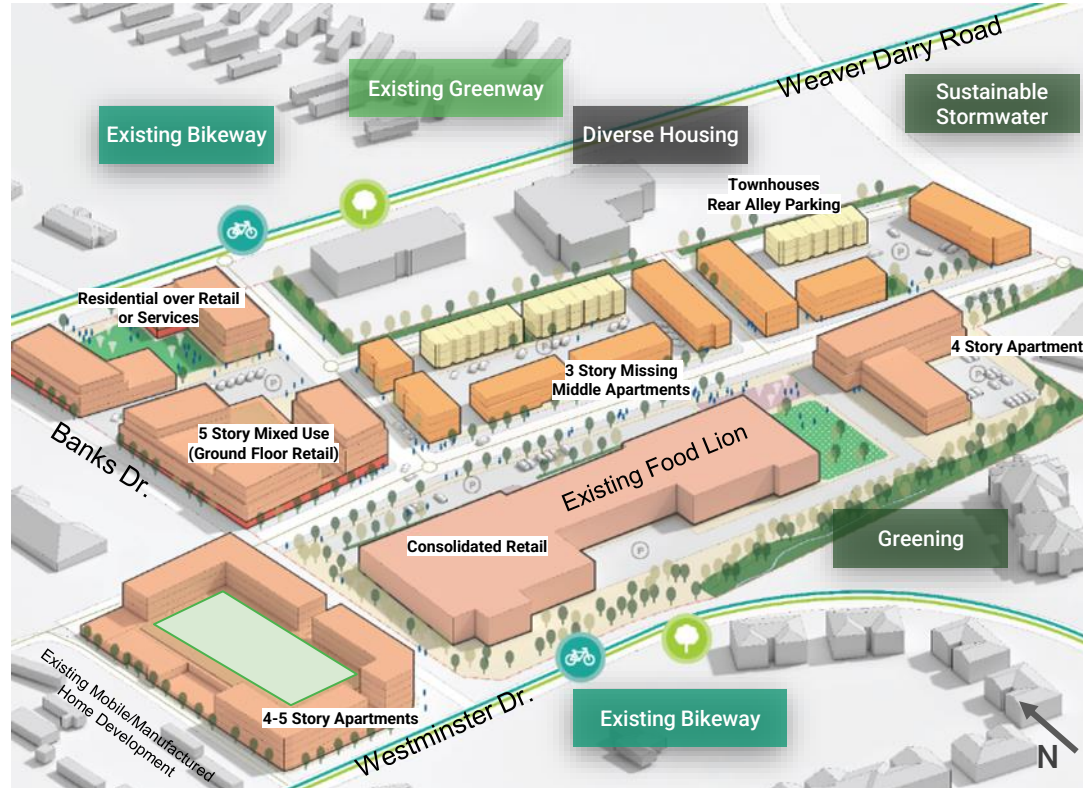 Weaver Dairy Road
Existing Greenway
Sustainable
Stormwater
Existing Bikeway
Diverse Housing
Townhouses
Rear Alley Parking
P
Residential over Retail
or Services
P
4 Story Apartment
3 Story Missing
Middle Apartments
P
P
5 Story Mixed Use
(Ground Floor Retail)
Banks Dr.
Existing Food Lion
P
Consolidated Retail
P
Greening
Existing Mobile/Manufactured
Home Development
4-5 Story Apartments
Westminster Dr.
Existing Bikeway
N